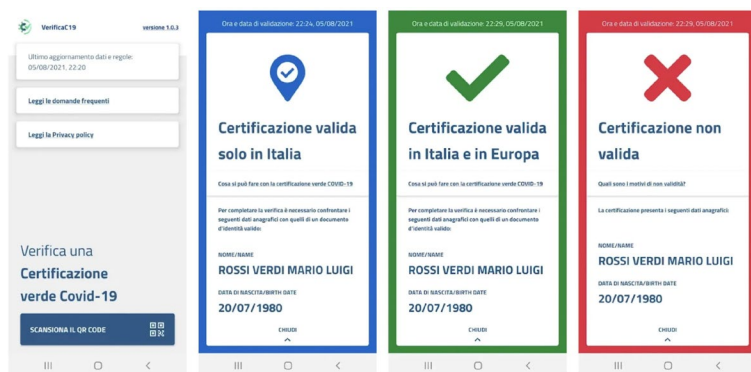 VerificaC19
versione 1.0.3
Ultimo aggiornamento dati e regole:
05/08/2021, 22:20
Leggi le domande frequenti
Leggi la Privacy policy
Verifica una
Certificazione
verde Covid-19
SCANSIONA IL QR CODE
Ora e data di validazione: 22:24, 05/08/2021
Certificazione valida
solo in Italia
Cosa si può fare con la certificazione verde COVID-19
Per completare la verifica è necessario confrontare i
seguenti dati anagrafici con quelli di un documento
d'identità valido:
NOME/NAME
ROSSI VERDI MARIO LUIGI
DATA DI NASCITA/BIRTH DATE
20/07/1980
CHIUDI
Ora e data di validazione: 22:29, 05/08/2021
Certificazione valida
in Italia e in Europa
Cosa si può fare con la certificazione verde COVID-19
Per completare la verifica è necessario confrontare i
seguenti dati anagrafici con quelli di un documento
d'identità valido:
NOME/NAME
ROSSI VERDI MARIO LUIGI
DATA DI NASCITA/BIRTH DATE
20/07/1980
CHIUDI
Ora e data di validazione: 22:29, 05/08/2021
Certificazione non
valida
Quali sono i motivi di non validità?
La certificazione presenta i seguenti dati anagrafici:
NOME/NAME
ROSSI VERDI MARIO LUIGI
DATA DI NASCITA/BIRTH DATE
20/07/1980
CHIUDI